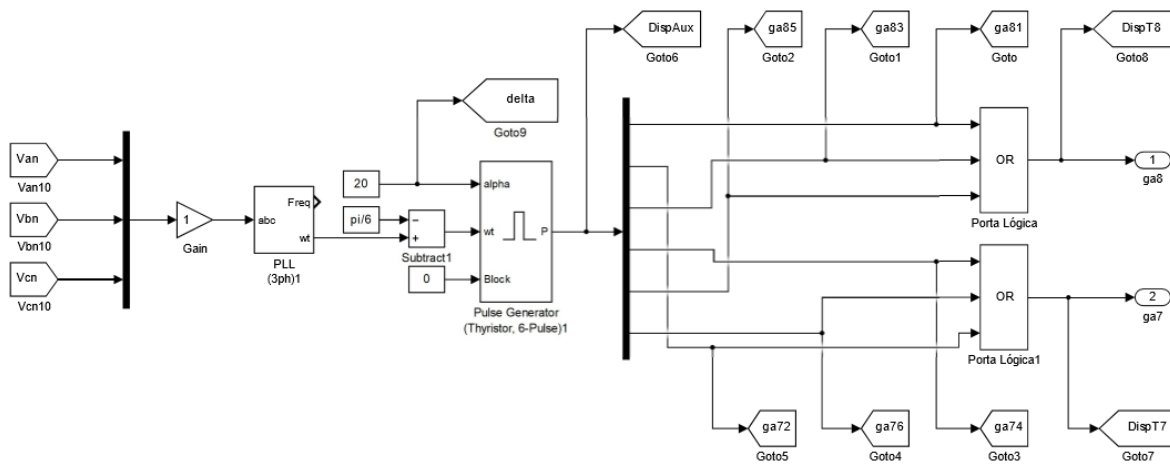 DispAux
Goto6
ga85
Goto2
ga83
Goto1
ga81
Goto
DispT8
Goto8
delta
Goto9
Van
Van10
Vbn
Vbn10
Vcn
Vcn10
1
Gain
abc
Freq
wt
PLL
(3ph)1
20
pi/6
−
+
Subtract1
0
alpha
wt
Block
P
Pulse Generator
(Thyristor, 6-Pulse)1
OR
Porta Lógica
1
ga8
OR
Porta Lógica1
2
ga7
ga72
Goto5
ga76
Goto4
ga74
Goto3
DispT7
Goto7